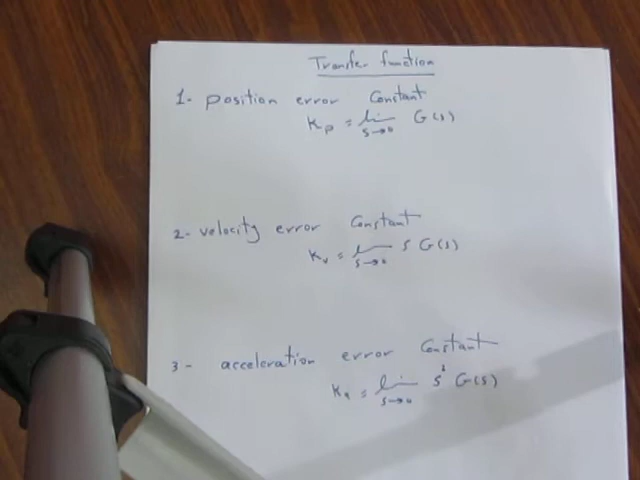 Transfer function
1- position error Constant
Kp = lim s→0 G(s)
2- velocity error Constant
Kv = lim s→0 s G(s)
3- acceleration error Constant
Ka = lim s→0 s² G(s)